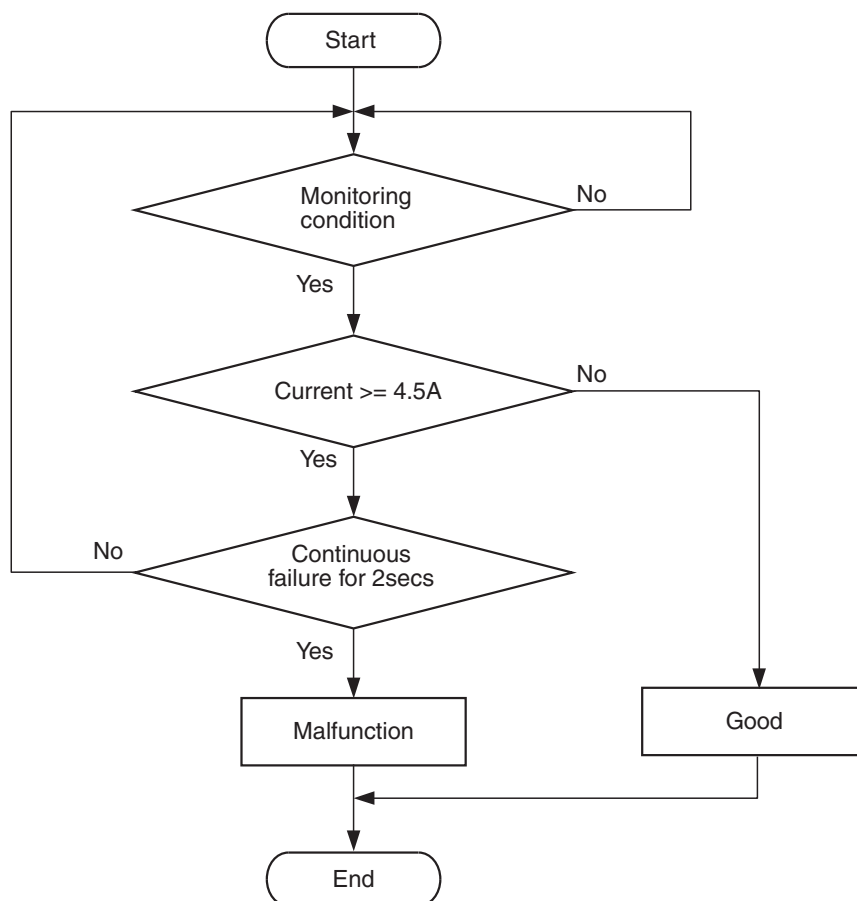 Start
Monitoring
condition
No
Yes
Current >= 4.5A
No
Yes
Continuous
failure for 2secs
No
Yes
Malfunction
Good
End